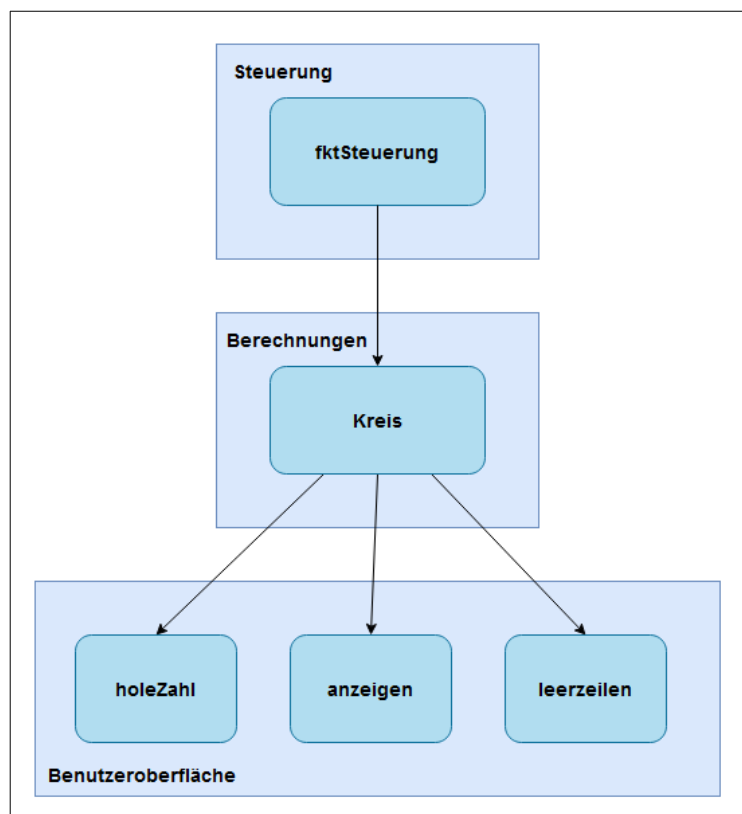 Steuerung
fktSteuerung
Berechnungen
Kreis
holeZahl
anzeigen
leerzeilen
Benutzeroberfläche